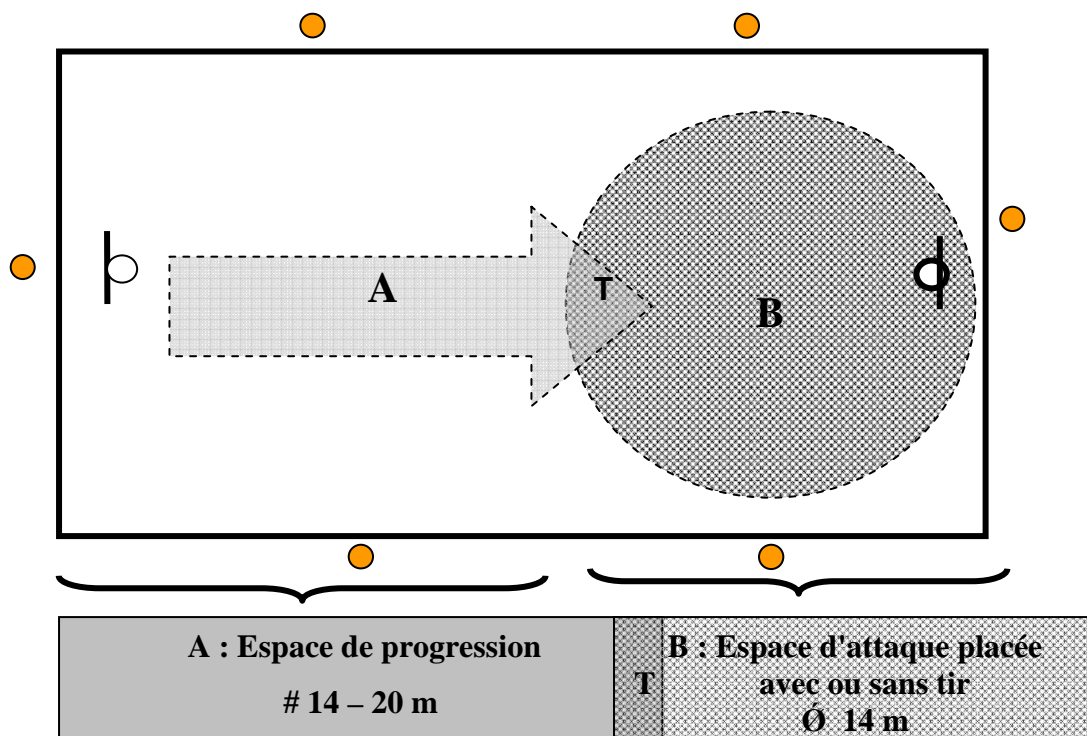 A
T
B
A : Espace de progression
# 14 – 20 m
T
B : Espace d'attaque placée
avec ou sans tir
Ó 14 m